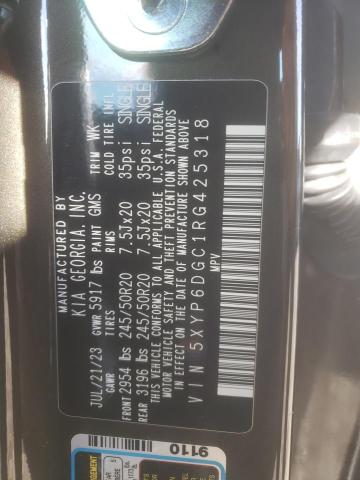 MANUFACTURED BY
KIA GEORGIA, INC.
JUL/21/23 GVWR 5917 lbs PAINT GMS TRIM WK
GAWR TIRES RIMS COLD TIRE INFL
FRONT 2954 lbs 245/50R20 7.5Jx20 35psi SINGLE
REAR 3196 lbs 245/50R20 7.5Jx20 35psi SINGLE
THIS VEHICLE CONFORMS TO ALL APPLICABLE U.S.A. FEDERAL
MOTOR VEHICLE SAFETY AND THEFT PREVENTION STANDARDS
IN EFFECT ON THE DATE OF MANUFACTURE SHOWN ABOVE.
VIN 5XYP6DGC1RG425318
MPV
9110